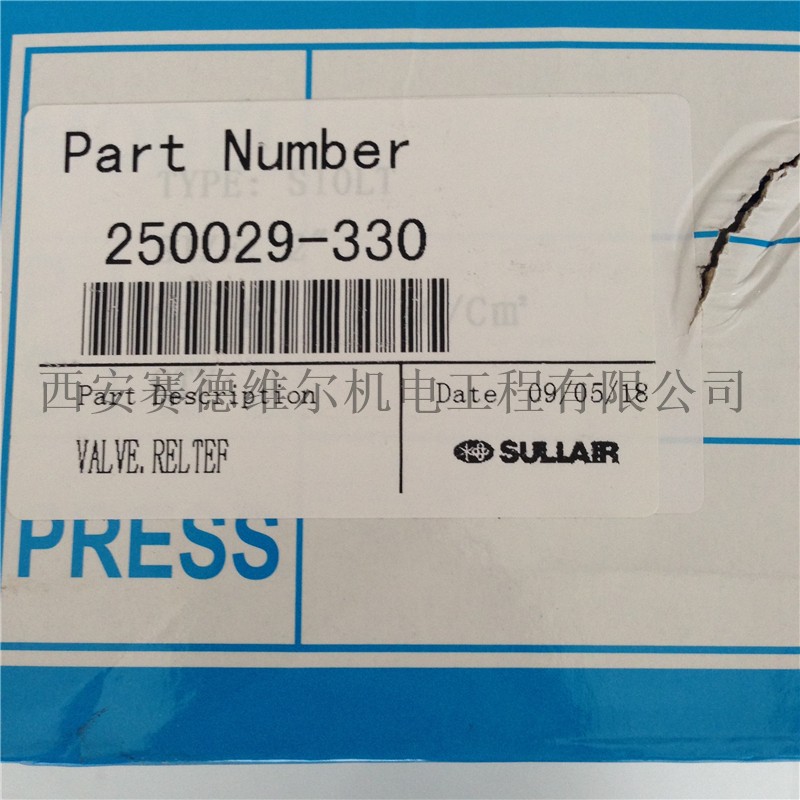 Part Number
TYPE: STOLT
250029-330
/Cm²
西安赛德维尔机电工程有限公司
Part Description
Date 09/05/18
VALVE.RELTEF
SULLAIR
PRESS